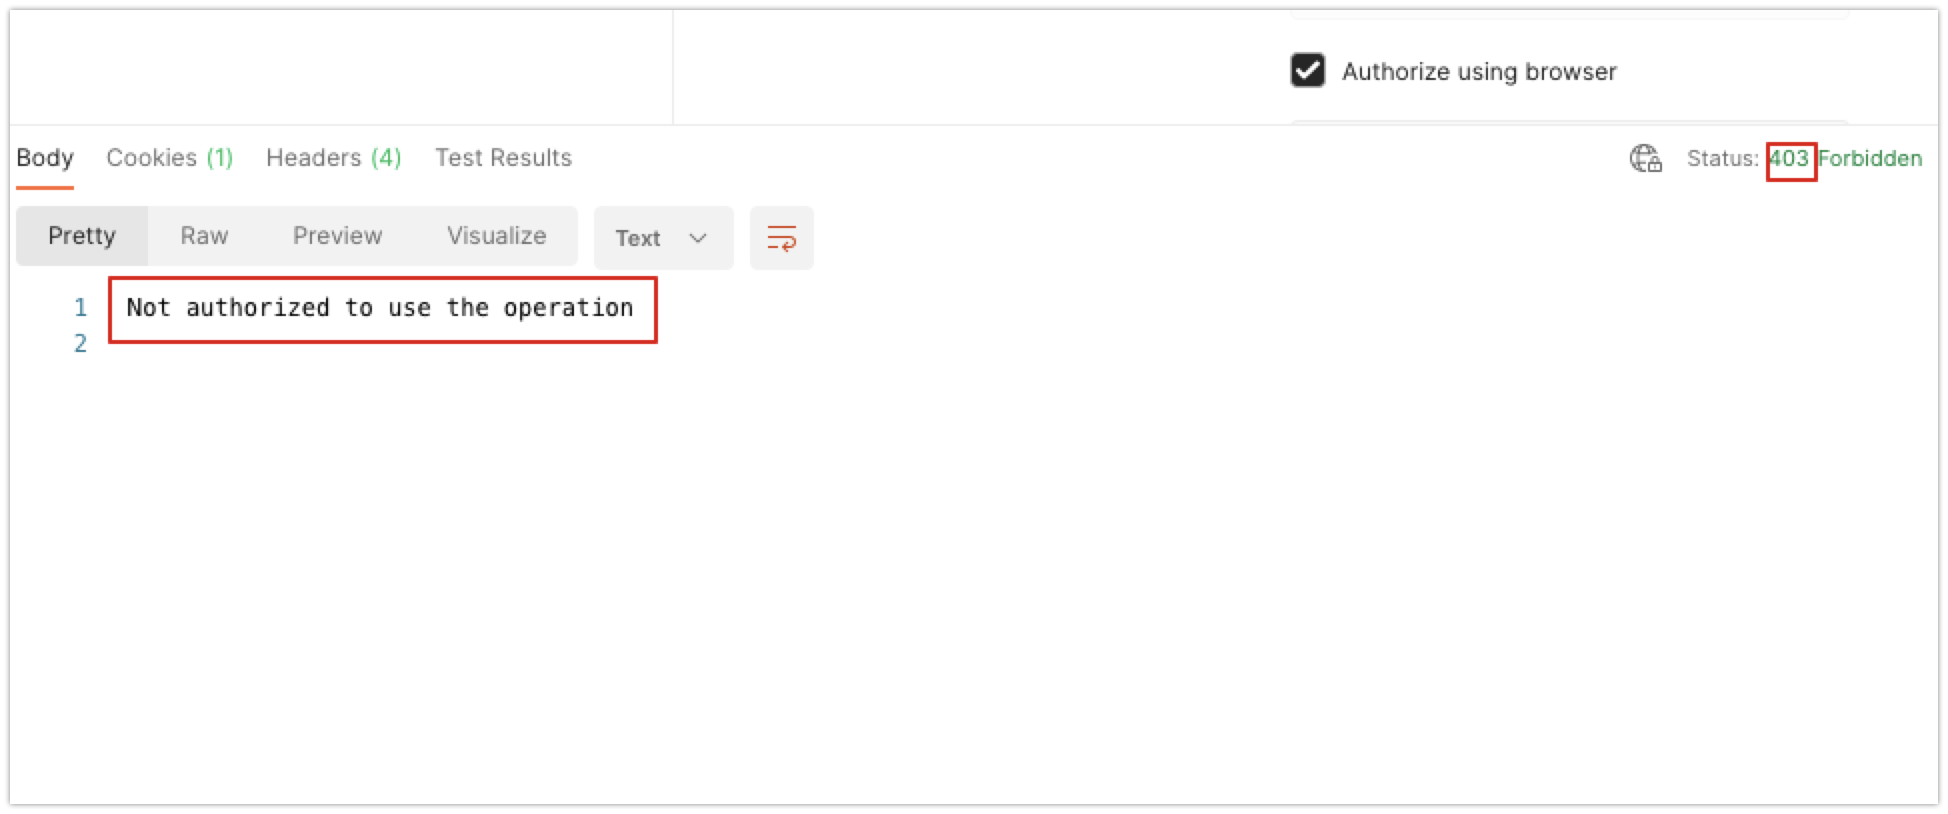 Authorize using browser
Body Cookies (1) Headers (4) Test Results Status: 403 Forbidden
Pretty Raw Preview Visualize Text
1 Not authorized to use the operation
2